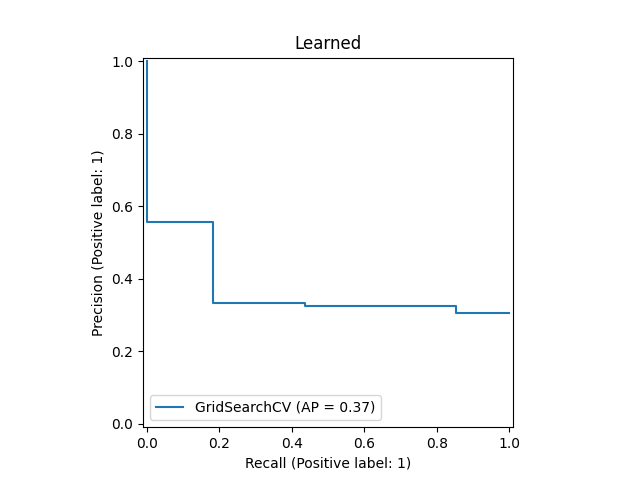 Learned
Precision (Positive label: 1)
1.0
0.8
0.6
0.4
0.2
0.0
GridSearchCV (AP = 0.37)
0.0 0.2 0.4 0.6 0.8 1.0
Recall (Positive label: 1)